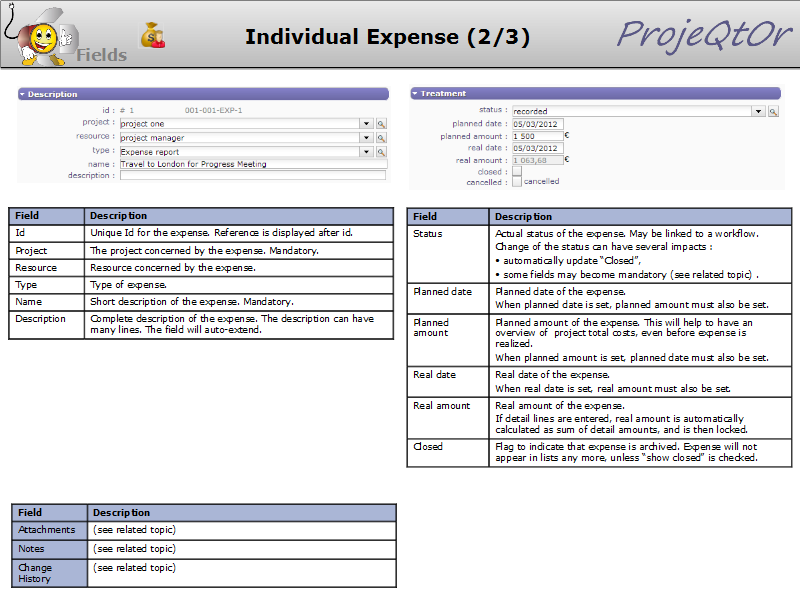 Fields
$
Individual Expense (2/3)
ProjeQtOr
Description
id : # 1 001-001-EXP-1
project : project one
resource : project manager
type : Expense report
name : Travel to London for Progress Meeting
description :
Treatment
status : recorded
planned date : 05/03/2012
planned amount : 1 500 €
real date : 05/03/2012
real amount : 1 063,68 €
closed :
cancelled : cancelled
Field Description
Id Unique Id for the expense. Reference is displayed after id.
Project The project concerned by the expense. Mandatory.
Resource Resource concerned by the expense.
Type Type of expense.
Name Short description of the expense. Mandatory.
Description Complete description of the expense. The description can have
many lines. The field will auto-extend.
Field Description
Status Actual status of the expense. May be linked to a workflow.
Change of the status can have several impacts :
• automatically update “Closed”,
• some fields may become mandatory (see related topic) .
Planned date Planned date of the expense.
When planned date is set, planned amount must also be set.
Planned amount Planned amount of the expense. This will help to have an
overview of project total costs, even before expense is
realized.
When planned amount is set, planned date must also be set.
Real date Real date of the expense.
When real date is set, real amount must also be set.
Real amount Real amount of the expense.
If detail lines are entered, real amount is automatically
calculated as sum of detail amounts, and is then locked.
Closed Flag to indicate that expense is archived. Expense will not
appear in lists any more, unless “show closed” is checked.
Field Description
Attachments (see related topic)
Notes (see related topic)
Change History (see related topic)